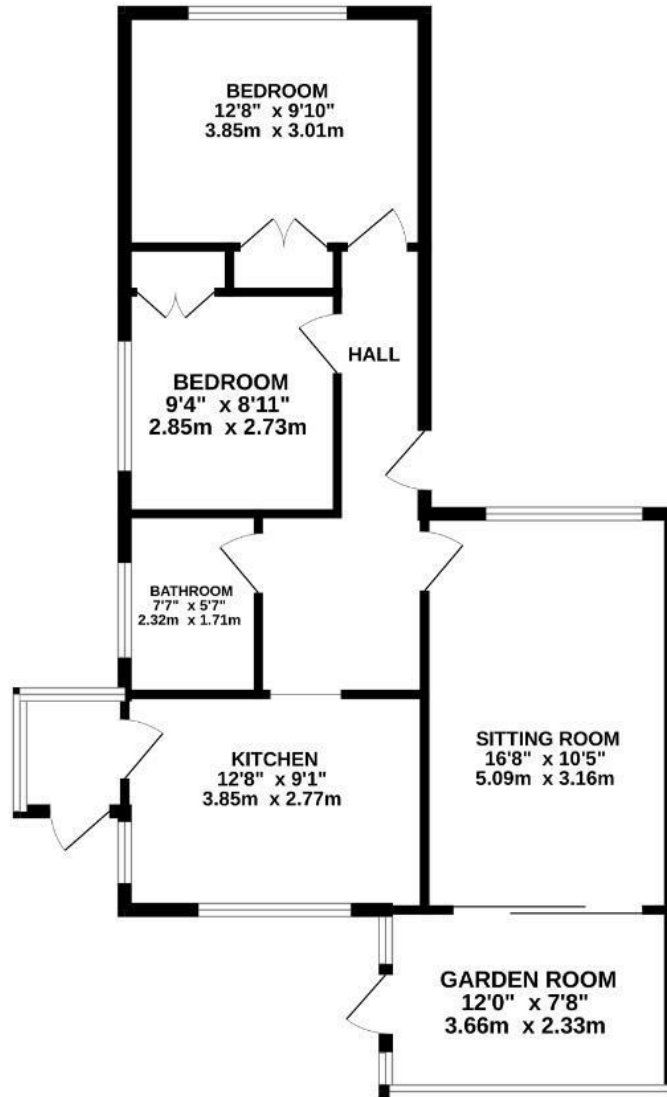 BEDROOM
12'8" x 9'10"
3.85m x 3.01m
HALL
BEDROOM
9'4" x 8'11"
2.85m x 2.73m
BATHROOM
7'7" x 5'7"
2.32m x 1.71m
KITCHEN
12'8" x 9'1"
3.85m x 2.77m
SITTING ROOM
16'8" x 10'5"
5.09m x 3.16m
GARDEN ROOM
12'0" x 7'8"
3.66m x 2.33m